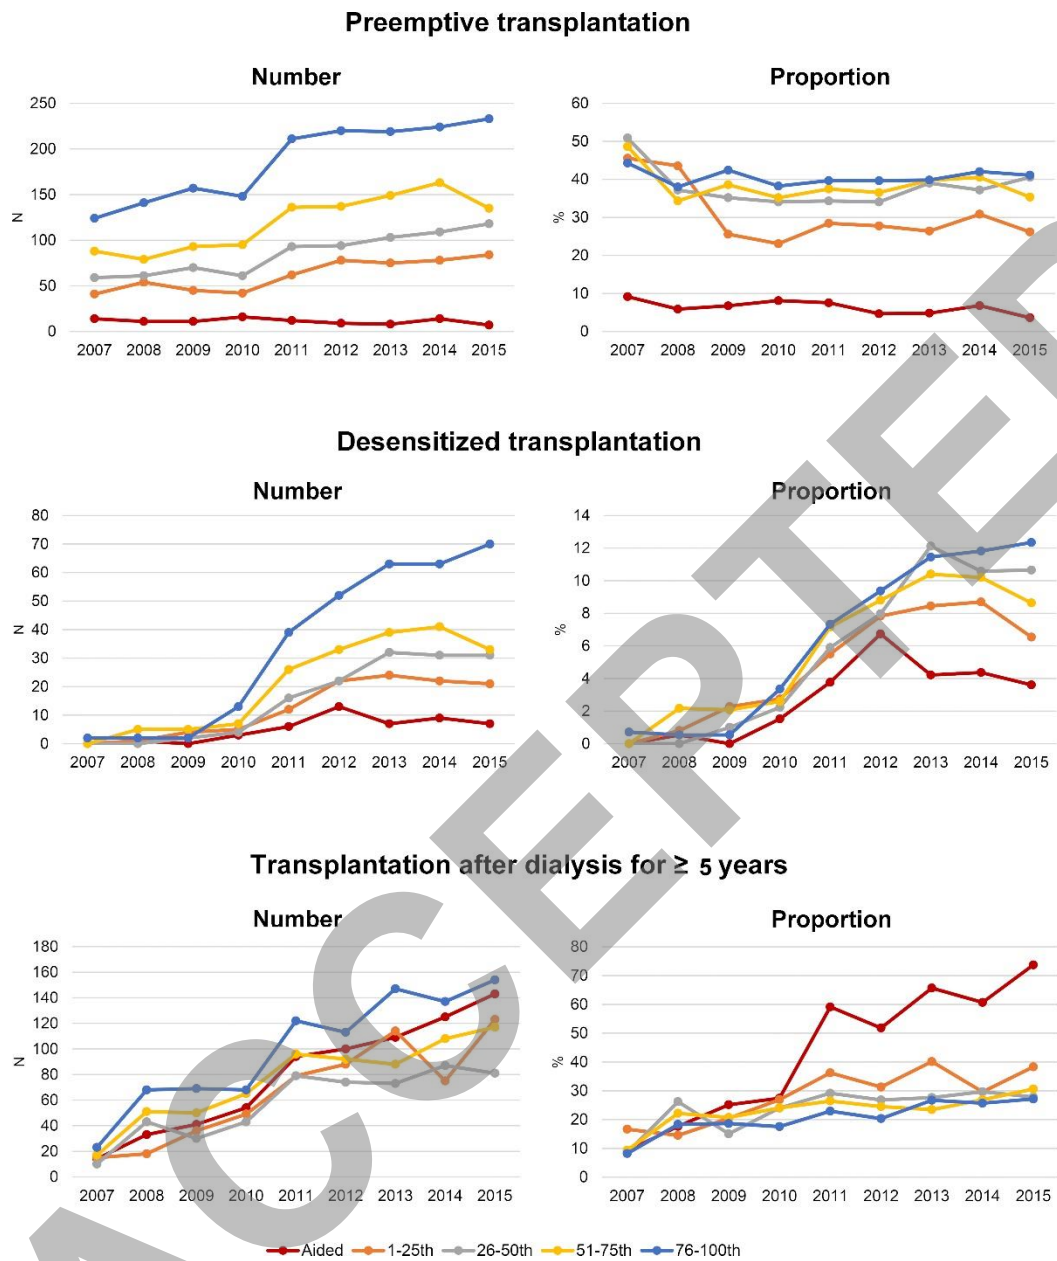 Preemptive transplantation
Number
Proportion
250
200
150
100
50
0
N
2007 2008 2009 2010 2011 2012 2013 2014 2015
60
50
40
30
20
10
0
%
2007 2008 2009 2010 2011 2012 2013 2014 2015
Desensitized transplantation
Number
Proportion
80
70
60
50
40
30
20
10
0
N
2007 2008 2009 2010 2011 2012 2013 2014 2015
14
12
10
8
6
4
2
0
%
2007 2008 2009 2010 2011 2012 2013 2014 2015
Transplantation after dialysis for ≥ 5 years
Number
Proportion
180
160
140
120
100
80
60
40
20
0
N
2007 2008 2009 2010 2011 2012 2013 2014 2015
80
70
60
50
40
30
20
10
0
%
2007 2008 2009 2010 2011 2012 2013 2014 2015
Aided 1-25th 26-50th 51-75th 76-100th
ACCEPTE